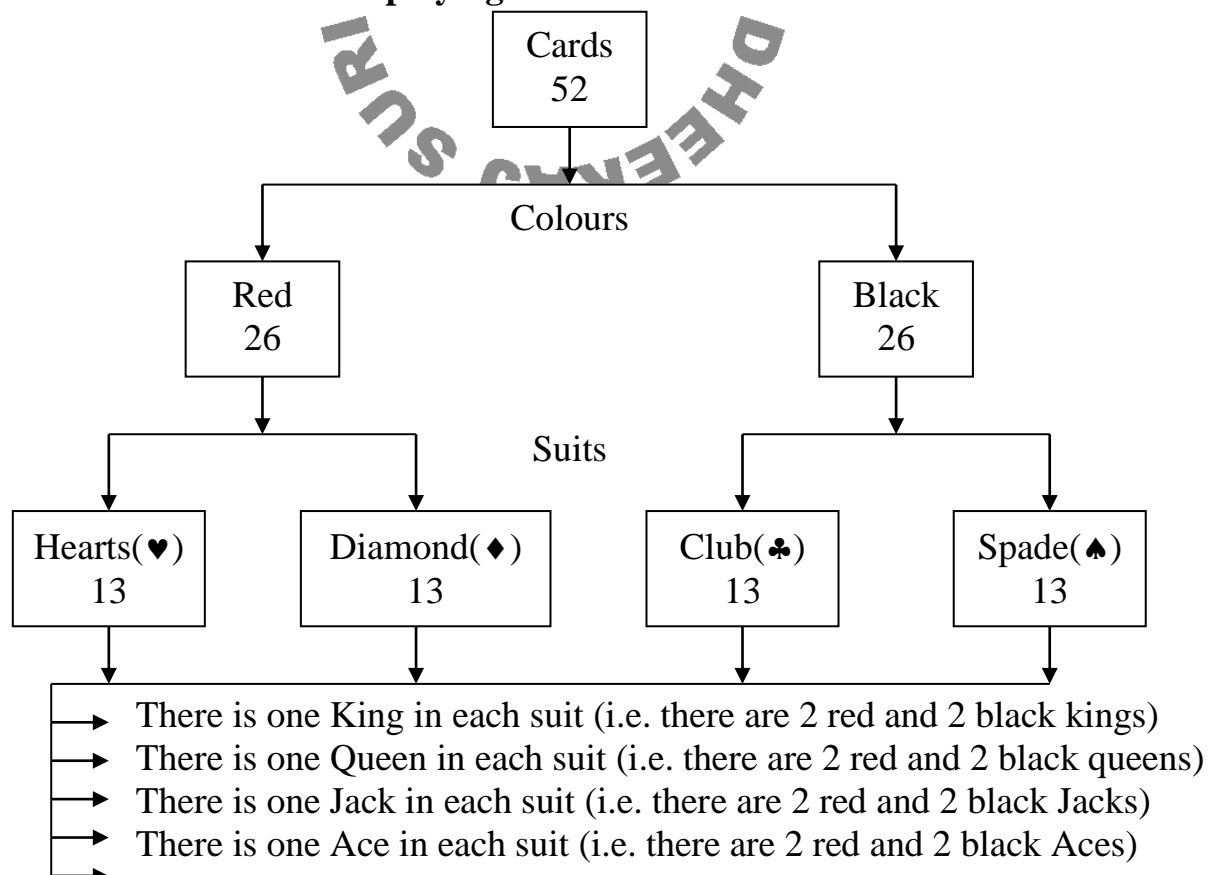 playing
Cards
52
DHEERAJ SURI
Colours
Red
26
Black
26
Suits
Hearts(♥)
13
Diamond(♦)
13
Club(♣)
13
Spade(♠)
13
There is one King in each suit (i.e. there are 2 red and 2 black kings)
There is one Queen in each suit (i.e. there are 2 red and 2 black queens)
There is one Jack in each suit (i.e. there are 2 red and 2 black Jacks)
There is one Ace in each suit (i.e. there are 2 red and 2 black Aces)